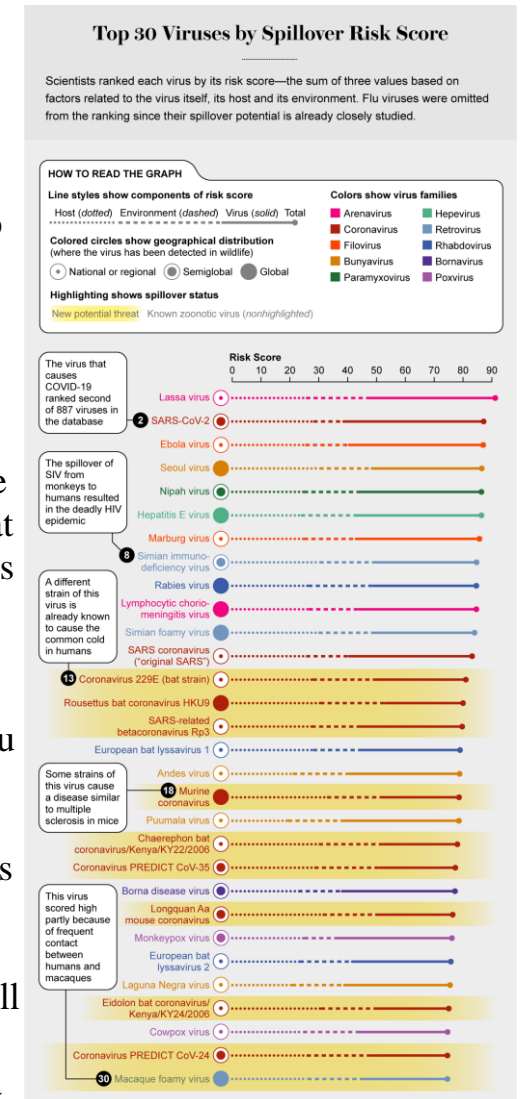 Top 30 Viruses by Spillover Risk Score
Scientists ranked each virus by its risk score—the sum of three values based on
factors related to the virus itself, its host and its environment. Flu viruses were omitted
from the ranking since their spillover potential is already closely studied.
HOW TO READ THE GRAPH
Line styles show components of risk score
Host (dotted) Environment (dashed) Virus (solid) Total
Colored circles show geographical distribution
(where the virus has been detected in wildlife)
National or regional Semiglobal Global
Highlighting shows spillover status
New potential threat Known zoonotic virus (nonhighlighted)
Colors show virus families
Arenavirus
Coronavirus
Filovirus
Bunyavirus
Paramyxovirus
Hepevirus
Retrovirus
Rhabdovirus
Bornavirus
Poxvirus
Risk Score
0 10 20 30 40 50 60 70 80 90
The virus that
causes
COVID-19
ranked second
of 887 viruses in
the database
Lassa virus
2 SARS-CoV-2
Ebola virus
The spillover of
SIV from
monkeys to
humans resulted
in the deadly HIV
epidemic
Seoul virus
Nipah virus
Hepatitis E virus
Marburg virus
8 Simian immuno-
deficiency virus
A different
strain of this
virus is
already known
to cause the
common cold
in humans
Rabies virus
Lymphocytic chorio-
meningitis virus
Simian foamy virus
SARS coronavirus
("original SARS")
13 Coronavirus 229E (bat strain)
Rousettus bat coronavirus HKU9
SARS-related
betacoronavirus Rp3
European bat lyssavirus 1
Some strains of
this virus cause
a disease similar
to multiple
sclerosis in mice
Andes virus
18 Murine
coronavirus
Puumala virus
Chaerephon bat
coronavirus/Kenya/KY22/2006
Coronavirus PREDICT CoV-35
This virus
scored high
partly because
of frequent
contact
between
humans and
macaques
Borna disease virus
Longquan Aa
mouse coronavirus
Monkeypox virus
European bat
lyssavirus 2
Laguna Negra virus
Eidolon bat coronavirus/
Kenya/KY24/2006
Cowpox virus
Coronavirus PREDICT CoV-24
30 Macaque foamy virus